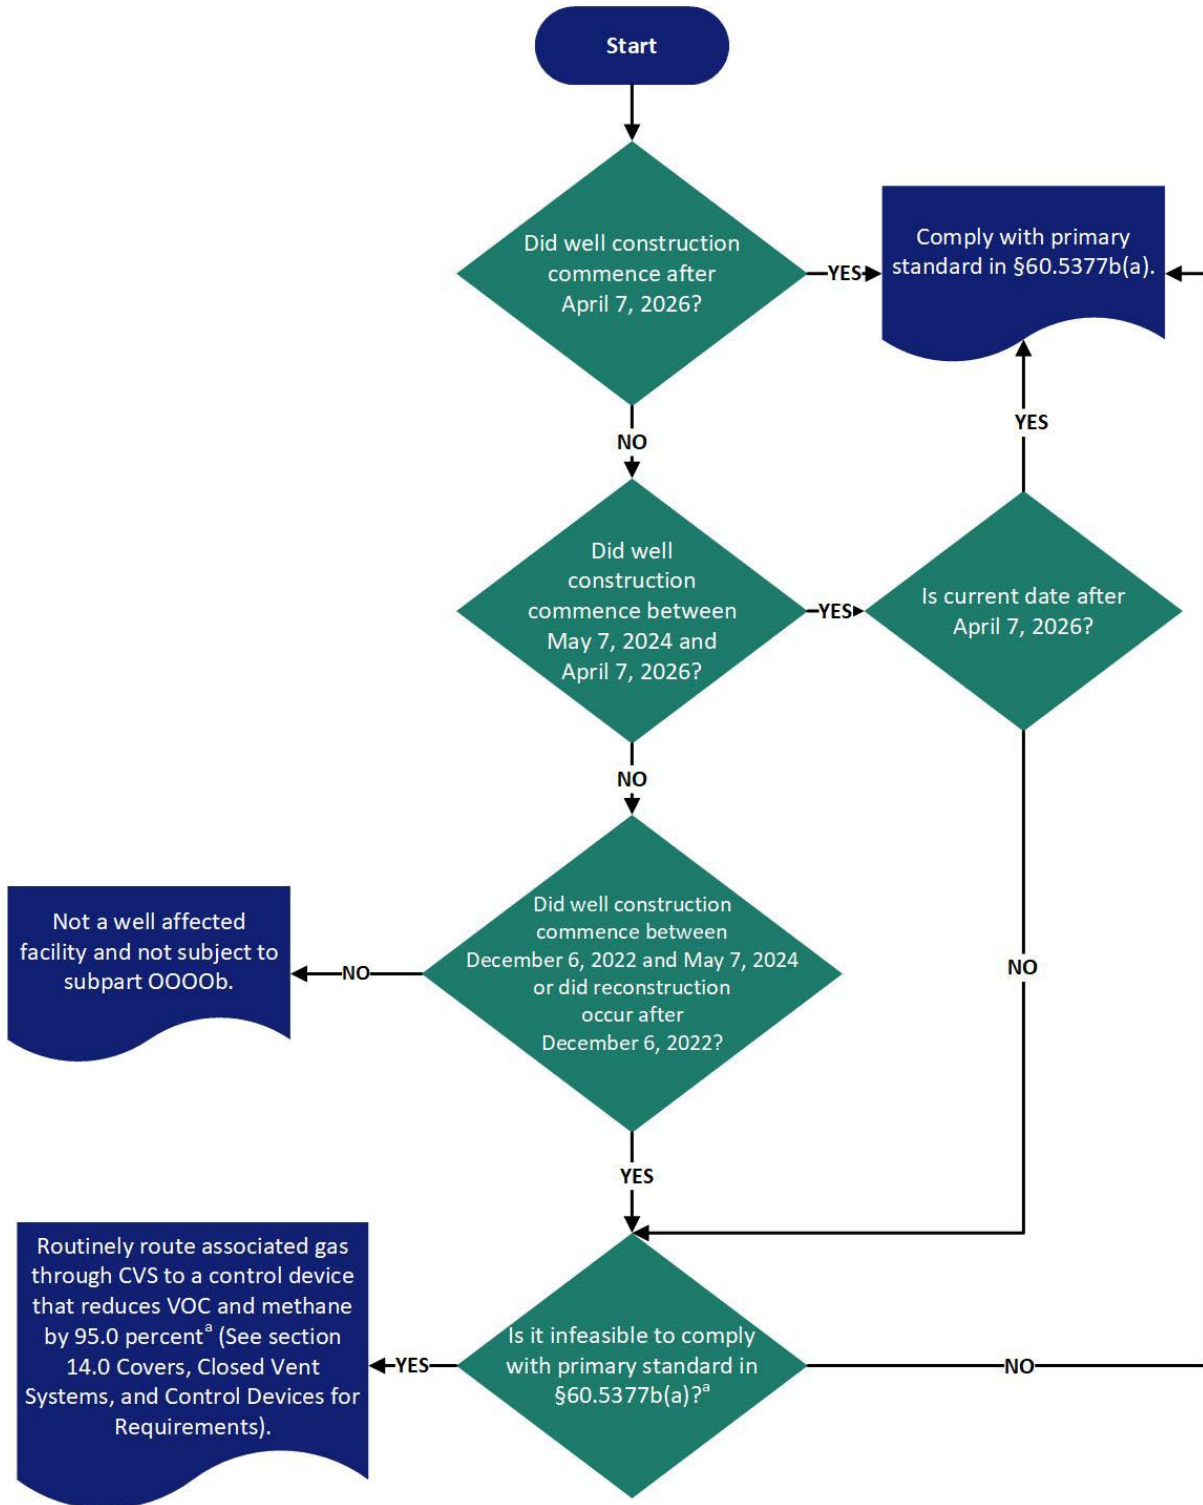 Start
Did well construction
commence after
April 7, 2026?
YES
Comply with primary
standard in §60.5377b(a).
NO
YES
Did well
construction
commence between
May 7, 2024 and
April 7, 2026?
YES
Is current date after
April 7, 2026?
NO
Did well construction
commence between
December 6, 2022 and May 7, 2024
or did reconstruction
occur after
December 6, 2022?
NO
Not a well affected
facility and not subject to
subpart OOOOb.
NO
YES
Is it infeasible to comply
with primary standard in
§60.5377b(a)?ᵃ
YES
Routinely route associated gas
through CVS to a control device
that reduces VOC and methane
by 95.0 percentᵃ (See section
14.0 Covers, Closed Vent
Systems, and Control Devices for
Requirements).
NO